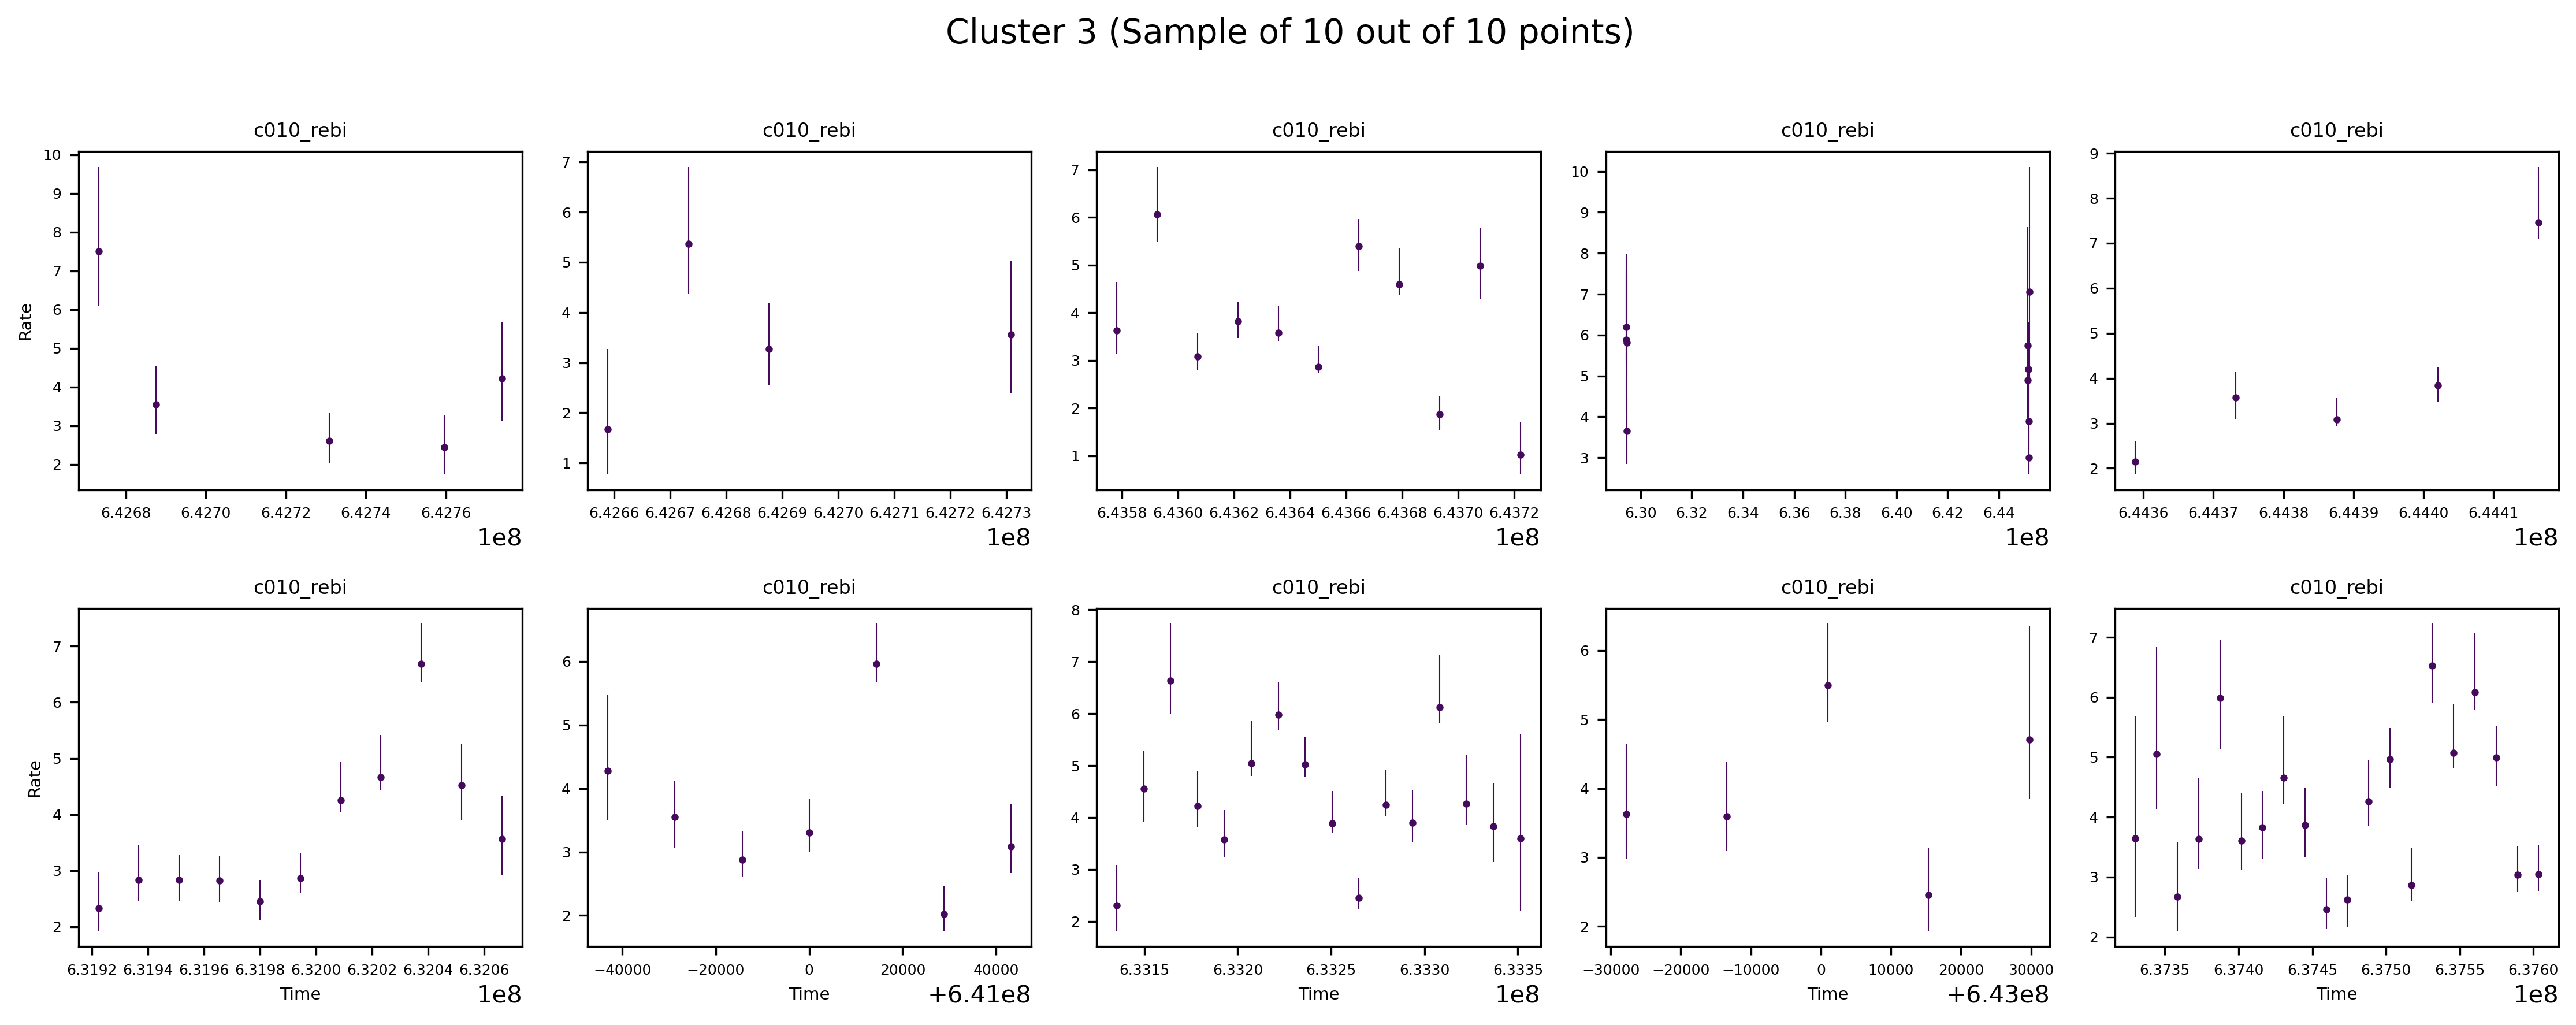 Cluster 3 (Sample of 10 out of 10 points)
c010_rebi c010_rebi c010_rebi c010_rebi c010_rebi
Rate
10
9
8
7
6
5
4
3
2
6.4268 6.4270 6.4272 6.4274 6.4276
1e8
7
6
5
4
3
2
1
6.4266 6.4267 6.4268 6.4269 6.4270 6.4271 6.4272 6.4273
1e8
7
6
5
4
3
2
1
6.4358 6.4360 6.4362 6.4364 6.4366 6.4368 6.4370 6.4372
1e8
10
9
8
7
6
5
4
3
6.30 6.32 6.34 6.36 6.38 6.40 6.42 6.44
1e8
9
8
7
6
5
4
3
2
6.4436 6.4437 6.4438 6.4439 6.4440 6.4441
1e8
c010_rebi c010_rebi c010_rebi c010_rebi c010_rebi
Rate
7
6
5
4
3
2
6.3192 6.3194 6.3196 6.3198 6.3200 6.3202 6.3204 6.3206
Time 1e8
6
5
4
3
2
−40000 −20000 0 20000 40000
Time +6.41e8
8
7
6
5
4
3
2
6.3315 6.3320 6.3325 6.3330 6.3335
Time 1e8
6
5
4
3
2
−30000 −20000 −10000 0 10000 20000 30000
Time +6.43e8
7
6
5
4
3
2
6.3735 6.3740 6.3745 6.3750 6.3755 6.3760
Time 1e8